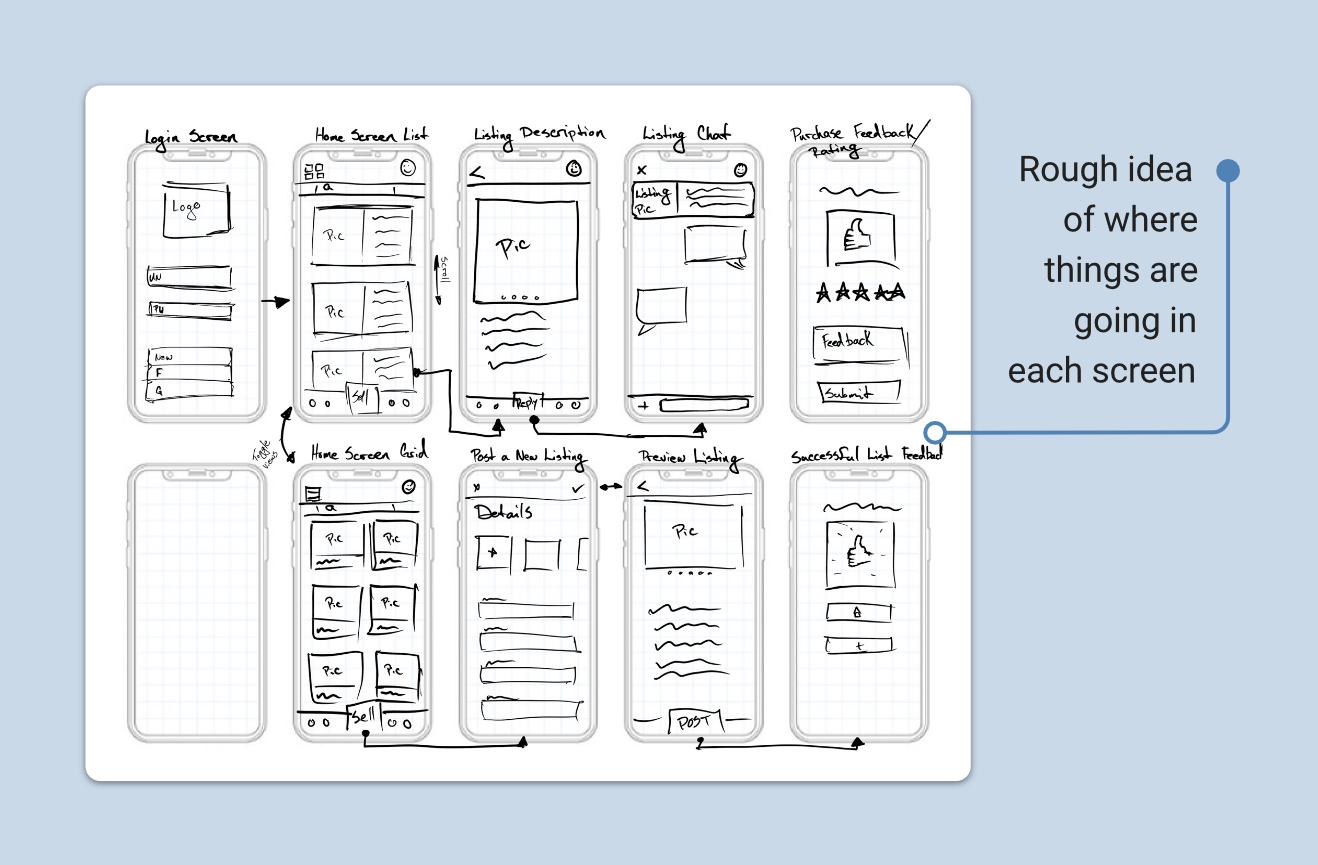 Login Screen
Home Screen List
Listing Description
Listing Chat
Purchase Feedback/
Rating
Logo
UN
PW
New
F
G
Pic
Pic
Pic
Sell
scroll
Pic
Reply
Listing
Pic
Feedback
Submit
Rough idea
of where
things are
going in
each screen
Toggle
Views
Home Screen Grid
Post a New Listing
Preview Listing
Successful List Feedback
Pic
Pic
Pic
Pic
Pic
Pic
Sell
Details
Pic
POST